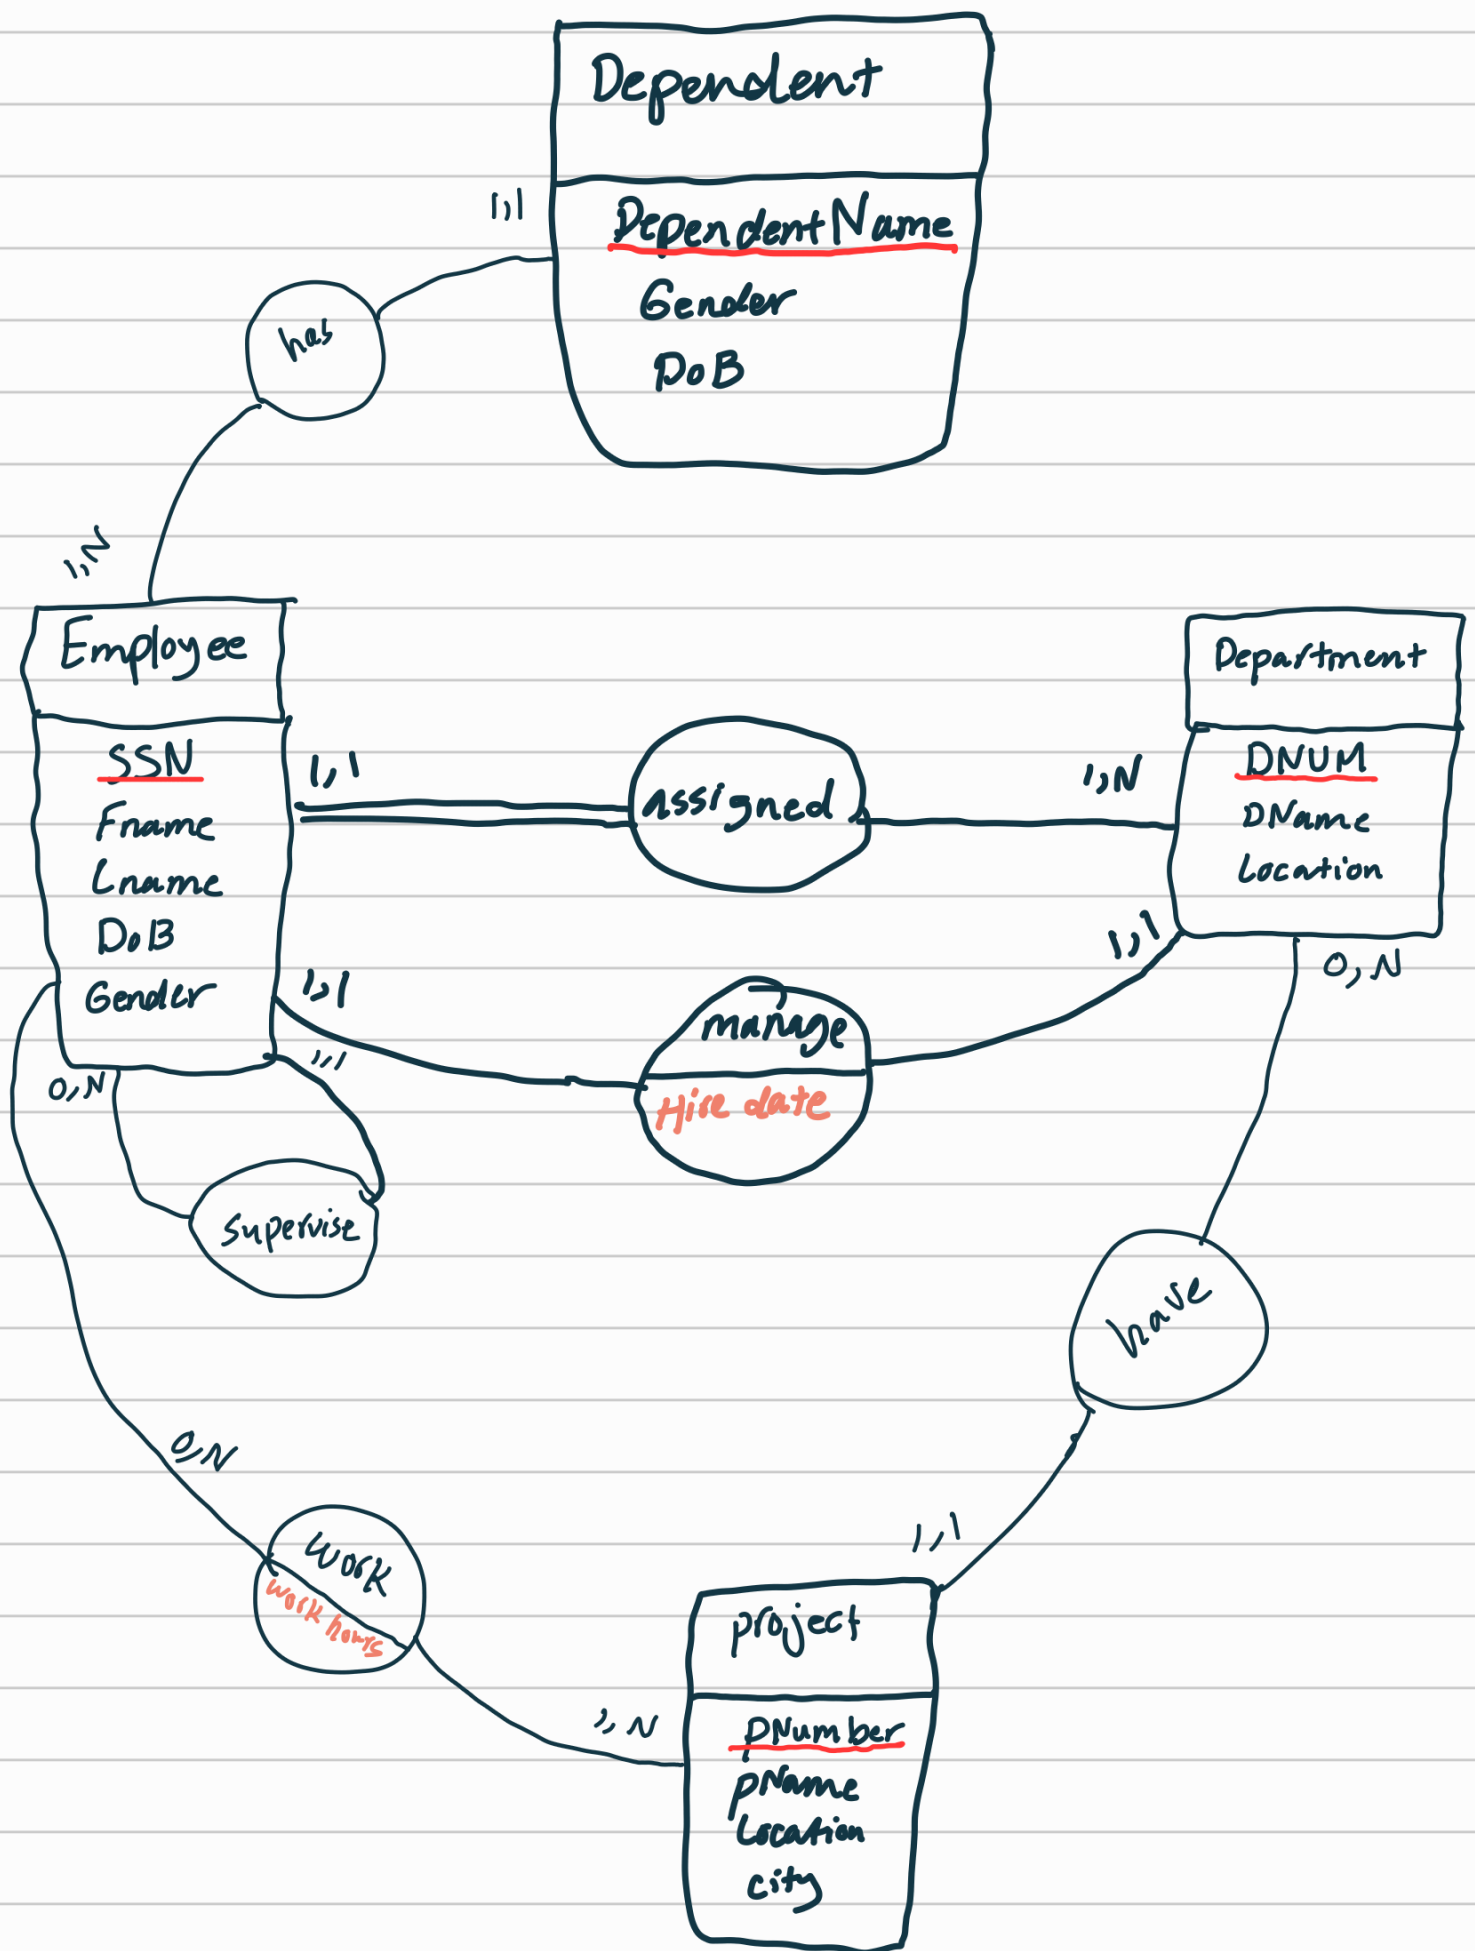 Dependent
1,1
DependentName
Gender
DoB
has
1,N
Employee
SSN
Fname
Lname
DoB
Gender
1,1
assigned
1,N
Department
DNUM
DName
Location
1,1
manage
Hire date
1,1
0,N
1,1
0,N
supervise
have
0,N
work
work hours
1,N
1,1
project
PNumber
PName
Location
city